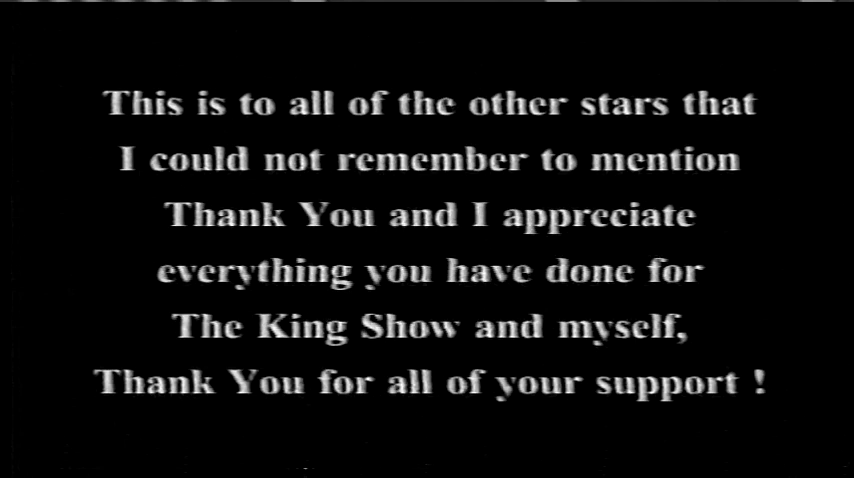 This is to all of the other stars that
I could not remember to mention
Thank You and I appreciate
everything you have done for
The King Show and myself,
Thank You for all of your support !